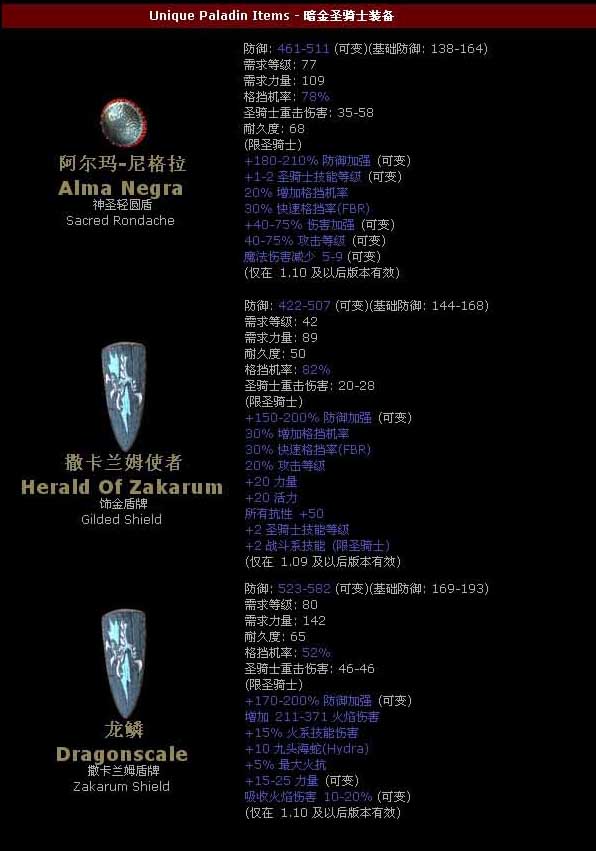 Unique Paladin Items - 暗金圣骑士装备
阿尔玛-尼格拉
Alma Negra
神圣轻圆盾
Sacred Rondache
防御: 461-511 (可变)(基础防御: 138-164)
需求等级: 77
需求力量: 109
格挡机率: 78%
圣骑士重击伤害: 35-58
耐久度: 68
(限圣骑士)
+180-210% 防御加强 (可变)
+1-2 圣骑士技能等级 (可变)
20% 增加格挡机率
30% 快速格挡率(FBR)
+40-75% 伤害加强 (可变)
40-75% 攻击等级 (可变)
魔法伤害减少 5-9 (可变)
(仅在 1.10 及以后版本有效)
撒卡兰姆使者
Herald Of Zakarum
饰金盾牌
Gilded Shield
防御: 422-507 (可变)(基础防御: 144-168)
需求等级: 42
需求力量: 89
耐久度: 50
格挡机率: 82%
圣骑士重击伤害: 20-28
(限圣骑士)
+150-200% 防御加强 (可变)
30% 增加格挡机率
30% 快速格挡率(FBR)
20% 攻击等级
+20 力量
+20 活力
所有抗性 +50
+2 圣骑士技能等级
+2 战斗系技能 (限圣骑士)
(仅在 1.09 及以后版本有效)
龙鳞
Dragonscale
撒卡兰姆盾牌
Zakarum Shield
防御: 523-582 (可变)(基础防御: 169-193)
需求等级: 80
需求力量: 142
耐久度: 65
格挡机率: 52%
圣骑士重击伤害: 46-46
(限圣骑士)
+170-200% 防御加强 (可变)
增加 211-371 火焰伤害
+15% 火系技能伤害
+10 九头海蛇(Hydra)
+5% 最大火抗
+15-25 力量 (可变)
吸收火焰伤害 10-20% (可变)
(仅在 1.10 及以后版本有效)